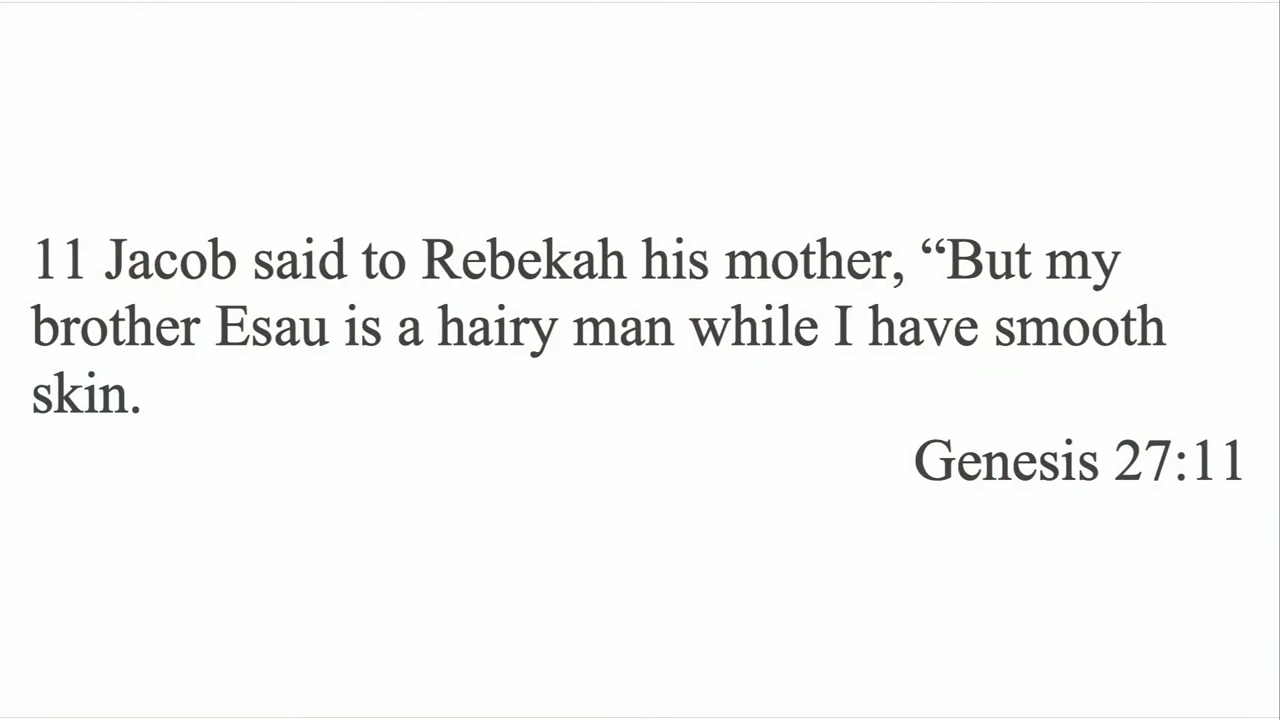 11 Jacob said to Rebekah his mother, “But my
brother Esau is a hairy man while I have smooth
skin.
Genesis 27:11